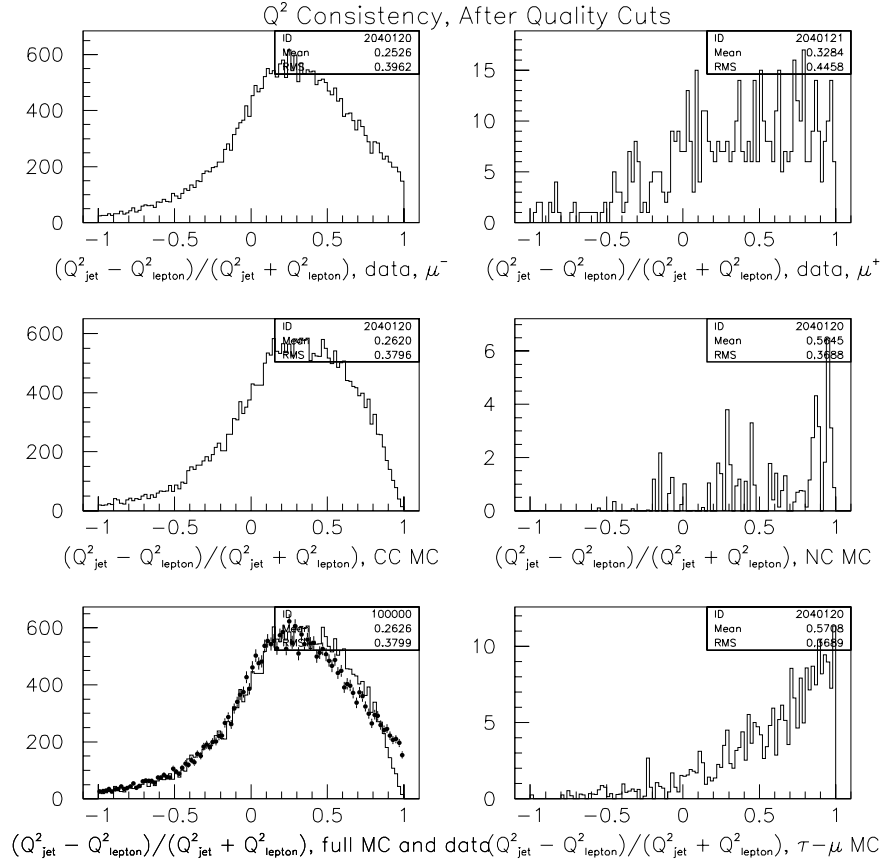 Q² Consistency, After Quality Cuts
ID 2040120
Mean 0.2526
RMS 0.3962
600
400
200
0
−1 −0.5 0 0.5 1
(Q²jet − Q²lepton)/(Q²jet + Q²lepton), data, μ⁻
ID 2040121
Mean 0.3284
RMS 0.4458
15
10
5
0
−1 −0.5 0 0.5 1
(Q²jet − Q²lepton)/(Q²jet + Q²lepton), data, μ⁺
ID 2040120
Mean 0.2620
RMS 0.3796
600
400
200
0
−1 −0.5 0 0.5 1
(Q²jet − Q²lepton)/(Q²jet + Q²lepton), CC MC
ID 2040120
Mean 0.5645
RMS 0.3688
6
4
2
0
−1 −0.5 0 0.5 1
(Q²jet − Q²lepton)/(Q²jet + Q²lepton), NC MC
ID 100000
Mean 0.2626
RMS 0.3799
600
400
200
0
−1 −0.5 0 0.5 1
(Q²jet − Q²lepton)/(Q²jet + Q²lepton), full MC and data
ID 2040120
Mean 0.5708
RMS 0.3689
10
5
0
−1 −0.5 0 0.5 1
(Q²jet − Q²lepton)/(Q²jet + Q²lepton), τ−μ MC